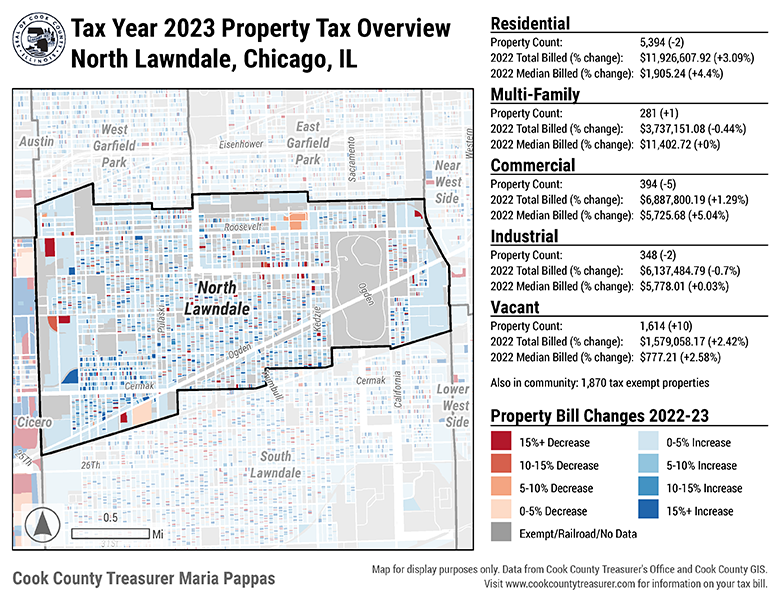 Tax Year 2023 Property Tax Overview
North Lawndale, Chicago, IL
SEAL OF COOK COUNTY
ILLINOIS
Austin
West
Garfield
Park
Eisenhower
East
Garfield
Park
Sacramento
Western
Near
West
Side
Roosevelt
North
Lawndale
Pulaski
Kedzie
Ogden
Ogden
Cermak
Cermak
California
Lower
West
Side
Cicero
25Th
26Th
South
Lawndale
31St
0.5
Mi
Residential
Property Count: 5,394 (-2)
2022 Total Billed (% change): $11,926,607.92 (+3.09%)
2022 Median Billed (% change): $1,905.24 (+4.4%)
Multi-Family
Property Count: 281 (+1)
2022 Total Billed (% change): $3,737,151.08 (-0.44%)
2022 Median Billed (% change): $11,402.72 (+0%)
Commercial
Property Count: 394 (-5)
2022 Total Billed (% change): $6,887,800.19 (+1.29%)
2022 Median Billed (% change): $5,725.68 (+5.04%)
Industrial
Property Count: 348 (-2)
2022 Total Billed (% change): $6,137,484.79 (-0.7%)
2022 Median Billed (% change): $5,778.01 (+0.03%)
Vacant
Property Count: 1,614 (+10)
2022 Total Billed (% change): $1,579,058.17 (+2.42%)
2022 Median Billed (% change): $777.21 (+2.58%)
Also in community: 1,870 tax exempt properties
Property Bill Changes 2022-23
15%+ Decrease
10-15% Decrease
5-10% Decrease
0-5% Decrease
0-5% Increase
5-10% Increase
10-15% Increase
15%+ Increase
Exempt/Railroad/No Data
Cook County Treasurer Maria Pappas
Map for display purposes only. Data from Cook County Treasurer's Office and Cook County GIS.
Visit www.cookcountytreasurer.com for information on your tax bill.